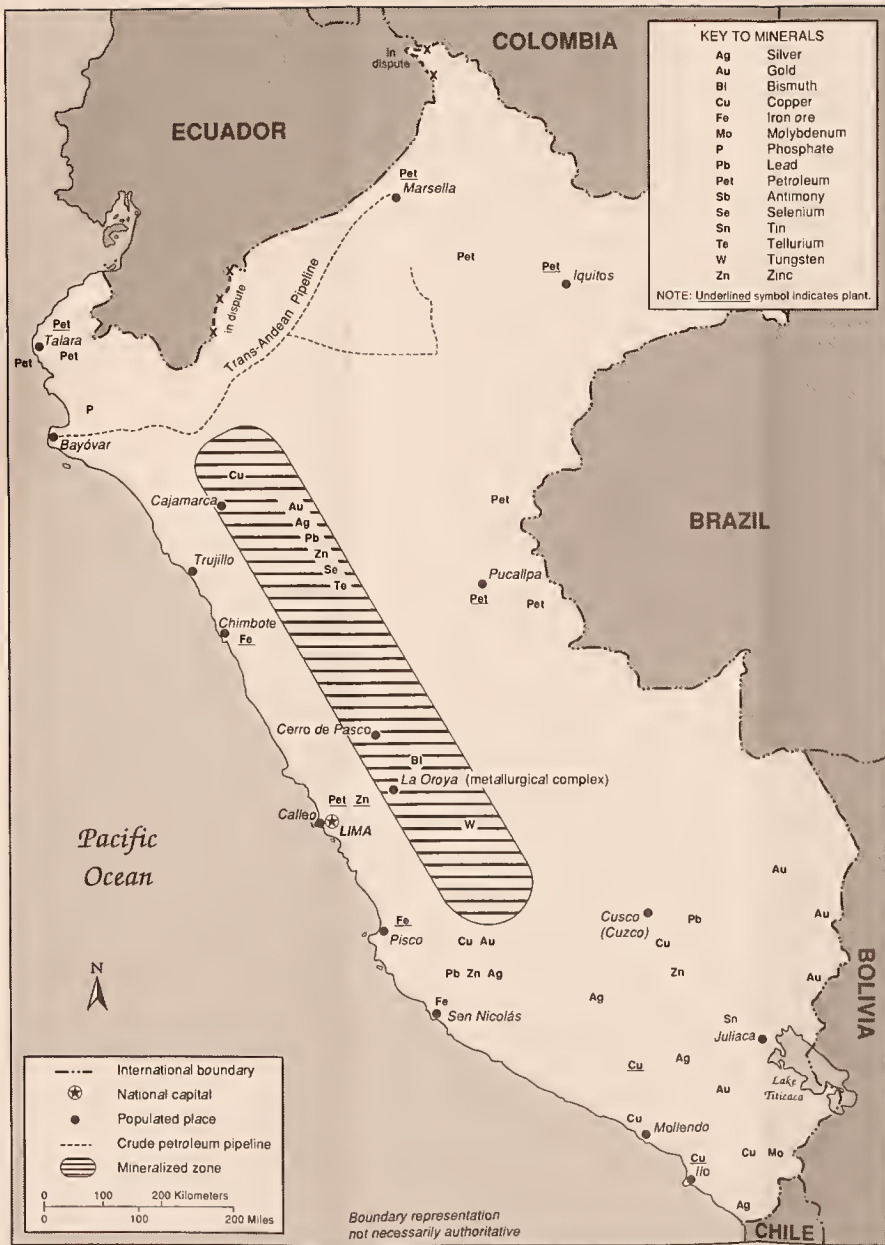 COLOMBIA
In
dispute
ECUADOR
KEY TO MINERALS
Ag Silver
Au Gold
Bi Bismuth
Cu Copper
Fe Iron ore
Mo Molybdenum
P Phosphate
Pb Lead
Pet Petroleum
Sb Antimony
Se Selenium
Sn Tin
Te Tellurium
W Tungsten
Zn Zinc
NOTE: Underlined symbol indicates plant.
Pet
Marsella
Pet
Pet
Iquitos
in dispute
Trans-Andean Pipeline
Pet
Talara
Pet
Pet
P
Bayóvar
Cu
Cajamarca
Au
Ag
Pb
Zn
Se
Te
Pet
BRAZIL
Trujillo
Pucallpa
Pet
Pet
Chimbote
Fe
Cerro de Pasco
Bi
La Oroya (metallurgical complex)
Pet Zn
Calleo
LIMA
W
Pacific
Ocean
Au
Au
Cusco
(Cuzco)
Pb
Cu
Fe
Pisco
Cu Au
Pb Zn Ag
Zn
Au
BOLIVIA
N
Ag
Fe
Sen Nicolás
Sn
Juliaca
Cu
Ag
Lake
Titicaca
Au
Cu
Mollendo
Cu
Ilo
Cu Mo
Ag
CHILE
International boundary
National capital
Populated place
Crude petroleum pipeline
Mineralized zone
0 100 200 Kilometers
0 100 200 Miles
Boundary representation
not necessarily authoritative